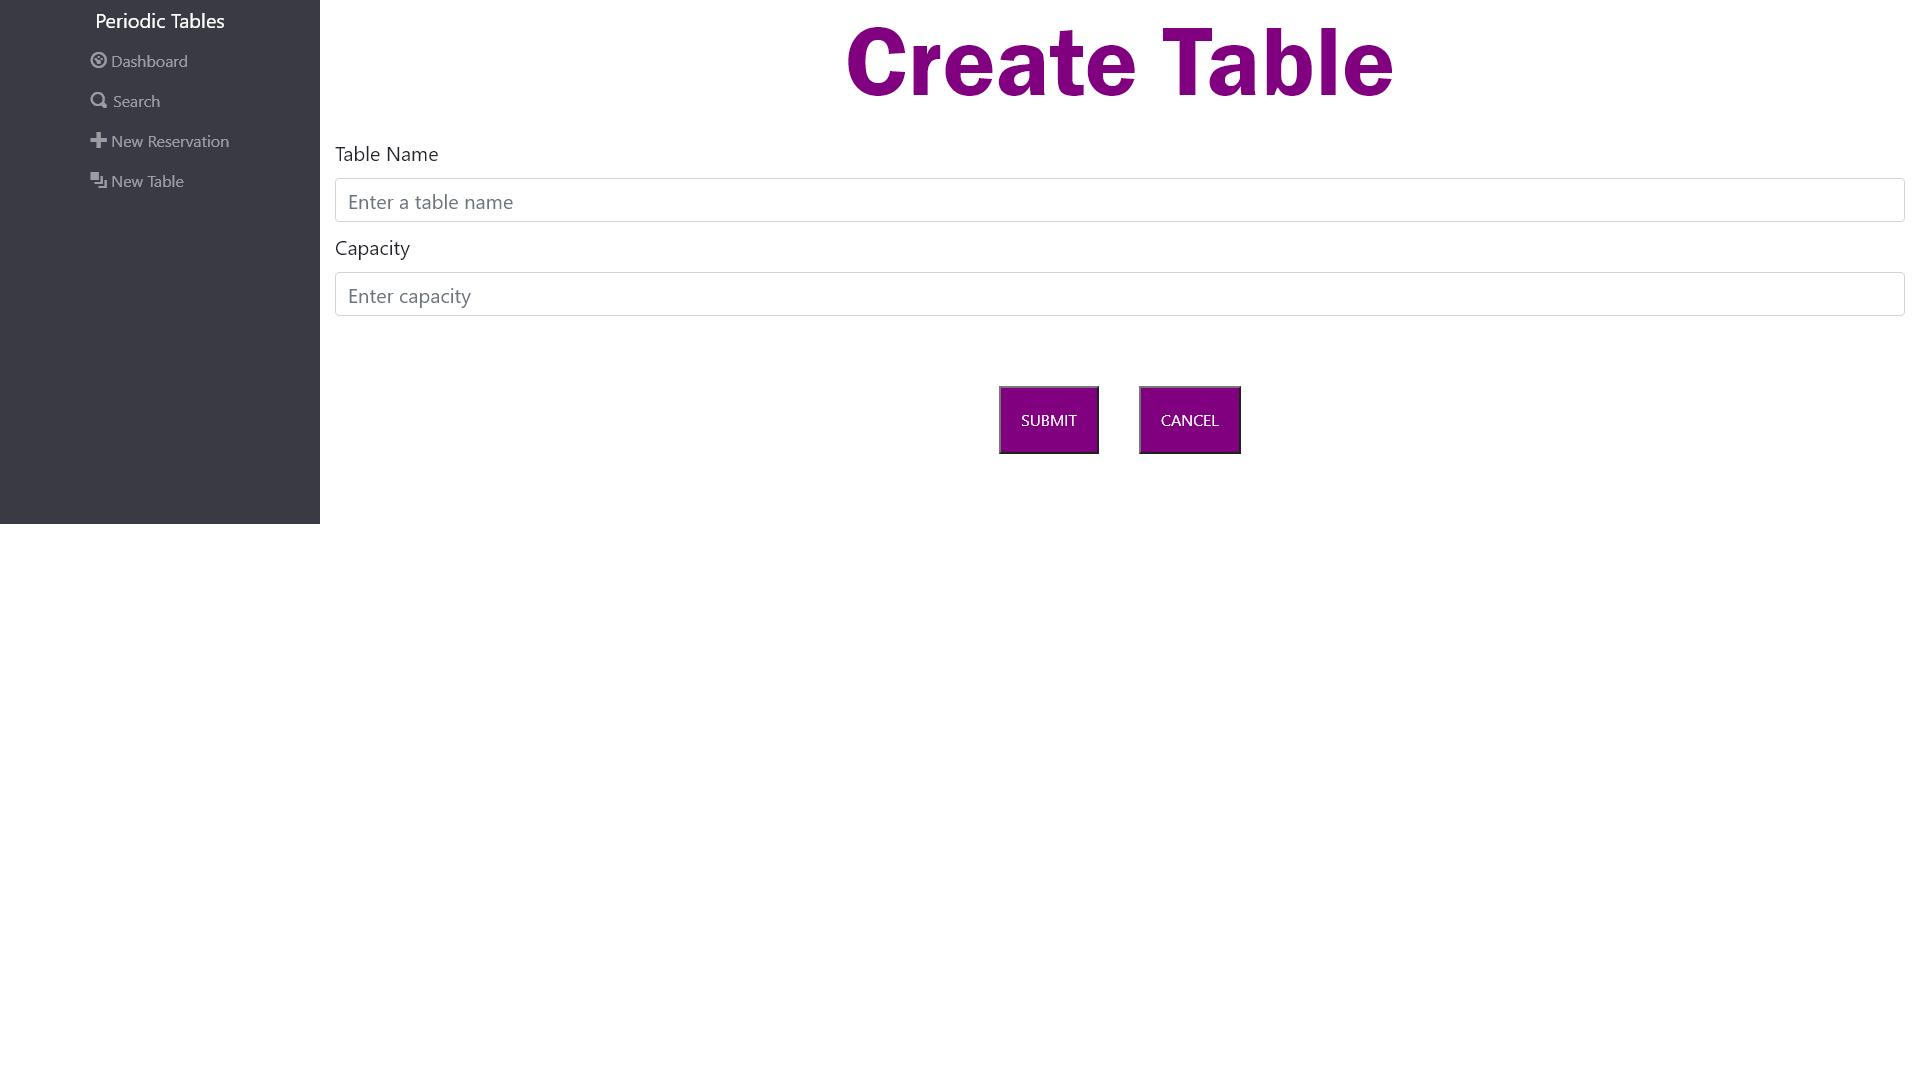 Periodic Tables
Dashboard
Search
New Reservation
New Table
Create Table
Table Name
Enter a table name
Capacity
Enter capacity
SUBMIT
CANCEL